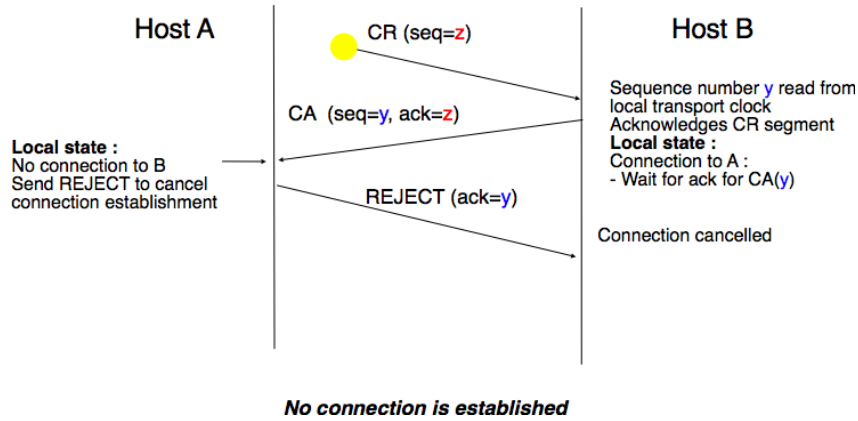 Host A
Host B
CR (seq=z)
Sequence number y read from
local transport clock
Acknowledges CR segment
Local state :
Connection to A :
- Wait for ack for CA(y)
CA (seq=y, ack=z)
Local state :
No connection to B
Send REJECT to cancel
connection establishment
REJECT (ack=y)
Connection cancelled
No connection is established